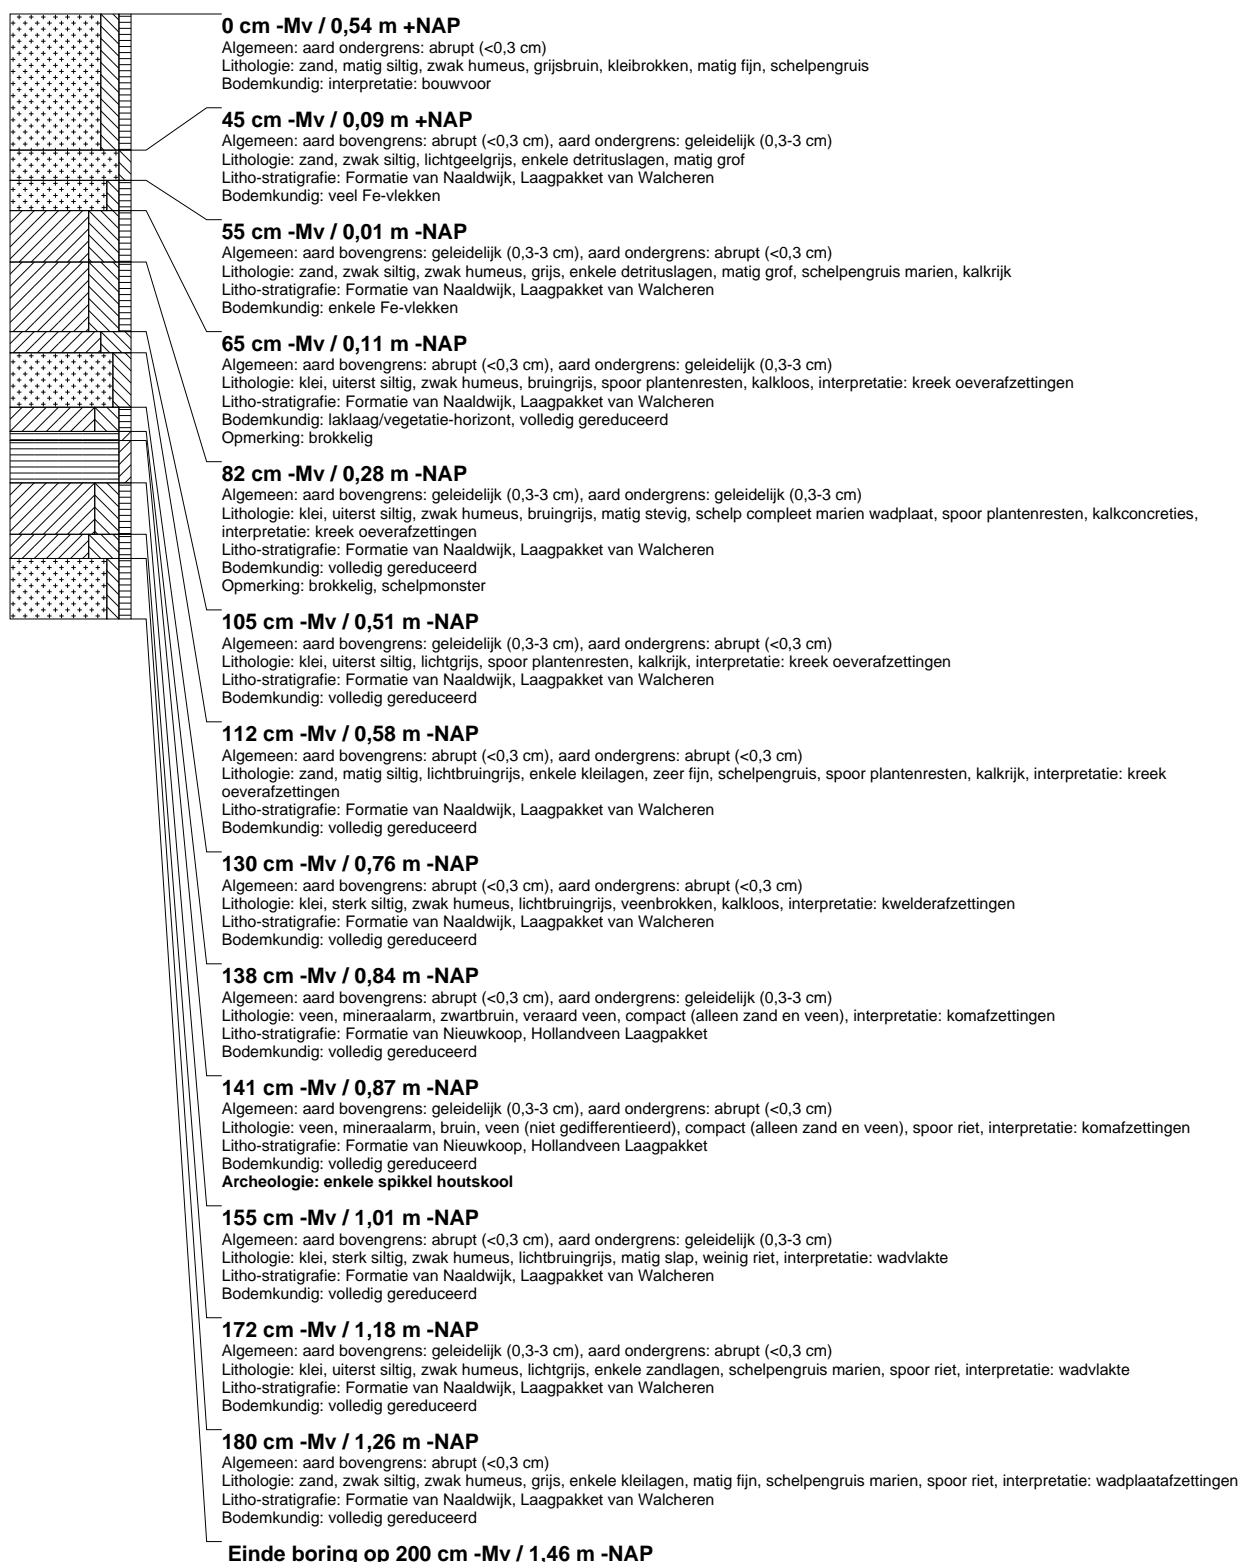 0 cm -Mv / 0,54 m +NAP
Algemeen: aard ondergrens: abrupt (<0,3 cm)
Lithologie: zand, matig siltig, zwak humeus, grijsbruin, kleibrokken, matig fijn, schelpengruis
Bodemkundig: interpretatie: bouwvoor
45 cm -Mv / 0,09 m +NAP
Algemeen: aard bovengrens: abrupt (<0,3 cm), aard ondergrens: geleidelijk (0,3-3 cm)
Lithologie: zand, zwak siltig, lichtgeelgrijs, enkele detrituslagen, matig grof
Litho-stratigrafie: Formatie van Naaldwijk, Laagpakket van Walcheren
Bodemkundig: veel Fe-vlekken
55 cm -Mv / 0,01 m -NAP
Algemeen: aard bovengrens: geleidelijk (0,3-3 cm), aard ondergrens: abrupt (<0,3 cm)
Lithologie: zand, zwak siltig, zwak humeus, grijs, enkele detrituslagen, matig grof, schelpengruis marien, kalkrijk
Litho-stratigrafie: Formatie van Naaldwijk, Laagpakket van Walcheren
Bodemkundig: enkele Fe-vlekken
65 cm -Mv / 0,11 m -NAP
Algemeen: aard bovengrens: abrupt (<0,3 cm), aard ondergrens: geleidelijk (0,3-3 cm)
Lithologie: klei, uiterst siltig, zwak humeus, bruingrijs, spoor plantenresten, kalkloos, interpretatie: kreek oeverafzettingen
Litho-stratigrafie: Formatie van Naaldwijk, Laagpakket van Walcheren
Bodemkundig: laklaag/vegetatie-horizont, volledig gereduceerd
Opmerking: brokkelig
82 cm -Mv / 0,28 m -NAP
Algemeen: aard bovengrens: geleidelijk (0,3-3 cm), aard ondergrens: geleidelijk (0,3-3 cm)
Lithologie: klei, uiterst siltig, zwak humeus, bruingrijs, matig stevig, schelp compleet marien wadplaat, spoor plantenresten, kalkconcreties,
interpretatie: kreek oeverafzettingen
Litho-stratigrafie: Formatie van Naaldwijk, Laagpakket van Walcheren
Bodemkundig: volledig gereduceerd
Opmerking: brokkelig, schelpmonster
105 cm -Mv / 0,51 m -NAP
Algemeen: aard bovengrens: geleidelijk (0,3-3 cm), aard ondergrens: abrupt (<0,3 cm)
Lithologie: klei, uiterst siltig, lichtgrijs, spoor plantenresten, kalkrijk, interpretatie: kreek oeverafzettingen
Litho-stratigrafie: Formatie van Naaldwijk, Laagpakket van Walcheren
Bodemkundig: volledig gereduceerd
112 cm -Mv / 0,58 m -NAP
Algemeen: aard bovengrens: abrupt (<0,3 cm), aard ondergrens: abrupt (<0,3 cm)
Lithologie: zand, matig siltig, lichtbruingrijs, enkele kleilagen, zeer fijn, schelpengruis, spoor plantenresten, kalkrijk, interpretatie: kreek
oeverafzettingen
Litho-stratigrafie: Formatie van Naaldwijk, Laagpakket van Walcheren
Bodemkundig: volledig gereduceerd
130 cm -Mv / 0,76 m -NAP
Algemeen: aard bovengrens: abrupt (<0,3 cm), aard ondergrens: abrupt (<0,3 cm)
Lithologie: klei, sterk siltig, zwak humeus, lichtbruingrijs, veenbrokken, kalkloos, interpretatie: kwelderafzettingen
Litho-stratigrafie: Formatie van Naaldwijk, Laagpakket van Walcheren
Bodemkundig: volledig gereduceerd
138 cm -Mv / 0,84 m -NAP
Algemeen: aard bovengrens: abrupt (<0,3 cm), aard ondergrens: geleidelijk (0,3-3 cm)
Lithologie: veen, mineraalarm, zwartbruin, veraard veen, compact (alleen zand en veen), interpretatie: komafzettingen
Litho-stratigrafie: Formatie van Nieuwkoop, Hollandveen Laagpakket
Bodemkundig: volledig gereduceerd
141 cm -Mv / 0,87 m -NAP
Algemeen: aard bovengrens: geleidelijk (0,3-3 cm), aard ondergrens: abrupt (<0,3 cm)
Lithologie: veen, mineraalarm, bruin, veen (niet gedifferentieerd), compact (alleen zand en veen), spoor riet, interpretatie: komafzettingen
Litho-stratigrafie: Formatie van Nieuwkoop, Hollandveen Laagpakket
Bodemkundig: volledig gereduceerd
Archeologie: enkele spikkel houtskool
155 cm -Mv / 1,01 m -NAP
Algemeen: aard bovengrens: abrupt (<0,3 cm), aard ondergrens: geleidelijk (0,3-3 cm)
Lithologie: klei, sterk siltig, zwak humeus, lichtbruingrijs, matig slap, weinig riet, interpretatie: wadvlakte
Litho-stratigrafie: Formatie van Naaldwijk, Laagpakket van Walcheren
Bodemkundig: volledig gereduceerd
172 cm -Mv / 1,18 m -NAP
Algemeen: aard bovengrens: geleidelijk (0,3-3 cm), aard ondergrens: abrupt (<0,3 cm)
Lithologie: klei, uiterst siltig, zwak humeus, lichtgrijs, enkele zandlagen, schelpengruis marien, spoor riet, interpretatie: wadvlakte
Litho-stratigrafie: Formatie van Naaldwijk, Laagpakket van Walcheren
Bodemkundig: volledig gereduceerd
180 cm -Mv / 1,26 m -NAP
Algemeen: aard bovengrens: abrupt (<0,3 cm)
Lithologie: zand, zwak siltig, zwak humeus, grijs, enkele kleilagen, matig fijn, schelpengruis marien, spoor riet, interpretatie: wadplaatafzettingen
Litho-stratigrafie: Formatie van Naaldwijk, Laagpakket van Walcheren
Bodemkundig: volledig gereduceerd
Einde boring op 200 cm -Mv / 1,46 m -NAP